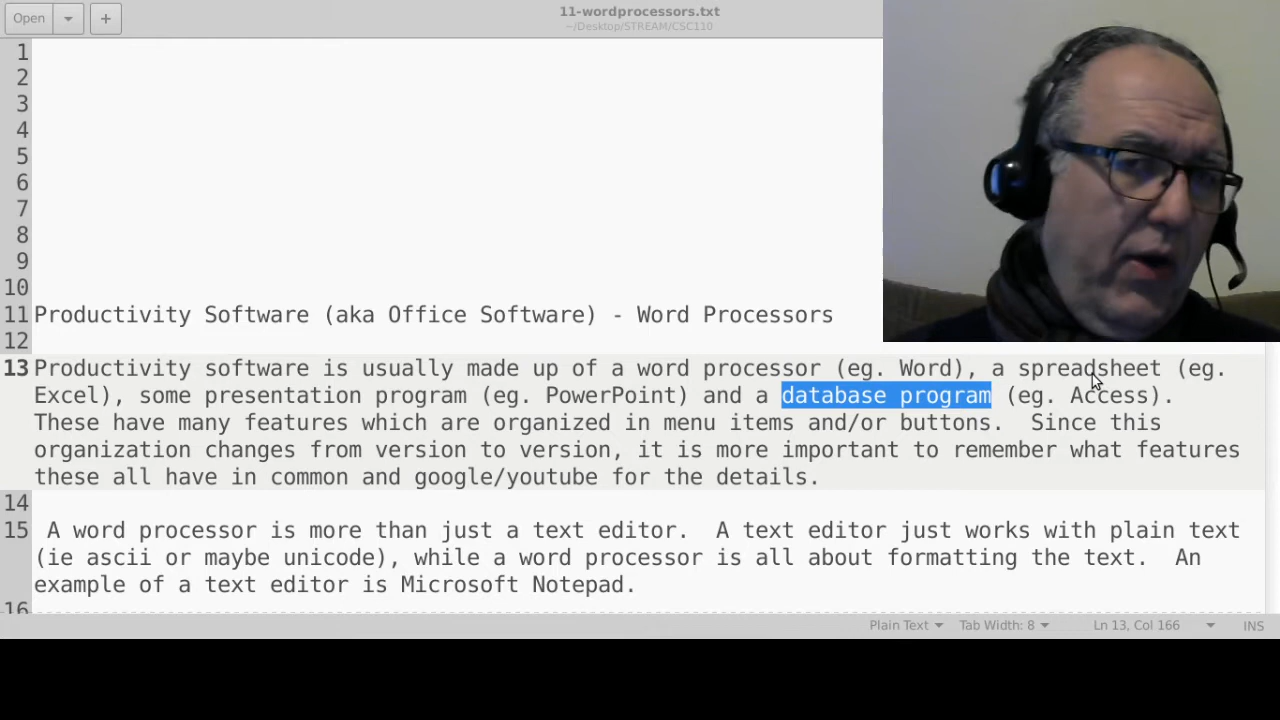 Open
11-wordprocessors.txt
~/Desktop/STREAM/CSC110
1
2
3
4
5
6
7
8
9
10
11 Productivity Software (aka Office Software) - Word Processors
12
13 Productivity software is usually made up of a word processor (eg. Word), a spreadsheet (eg.
Excel), some presentation program (eg. PowerPoint) and a database program (eg. Access).
These have many features which are organized in menu items and/or buttons.  Since this
organization changes from version to version, it is more important to remember what features
these all have in common and google/youtube for the details.
14
15  A word processor is more than just a text editor.  A text editor just works with plain text
(ie ascii or maybe unicode), while a word processor is all about formatting the text.  An
example of a text editor is Microsoft Notepad.
16
Plain Text Tab Width: 8 Ln 13, Col 166 INS